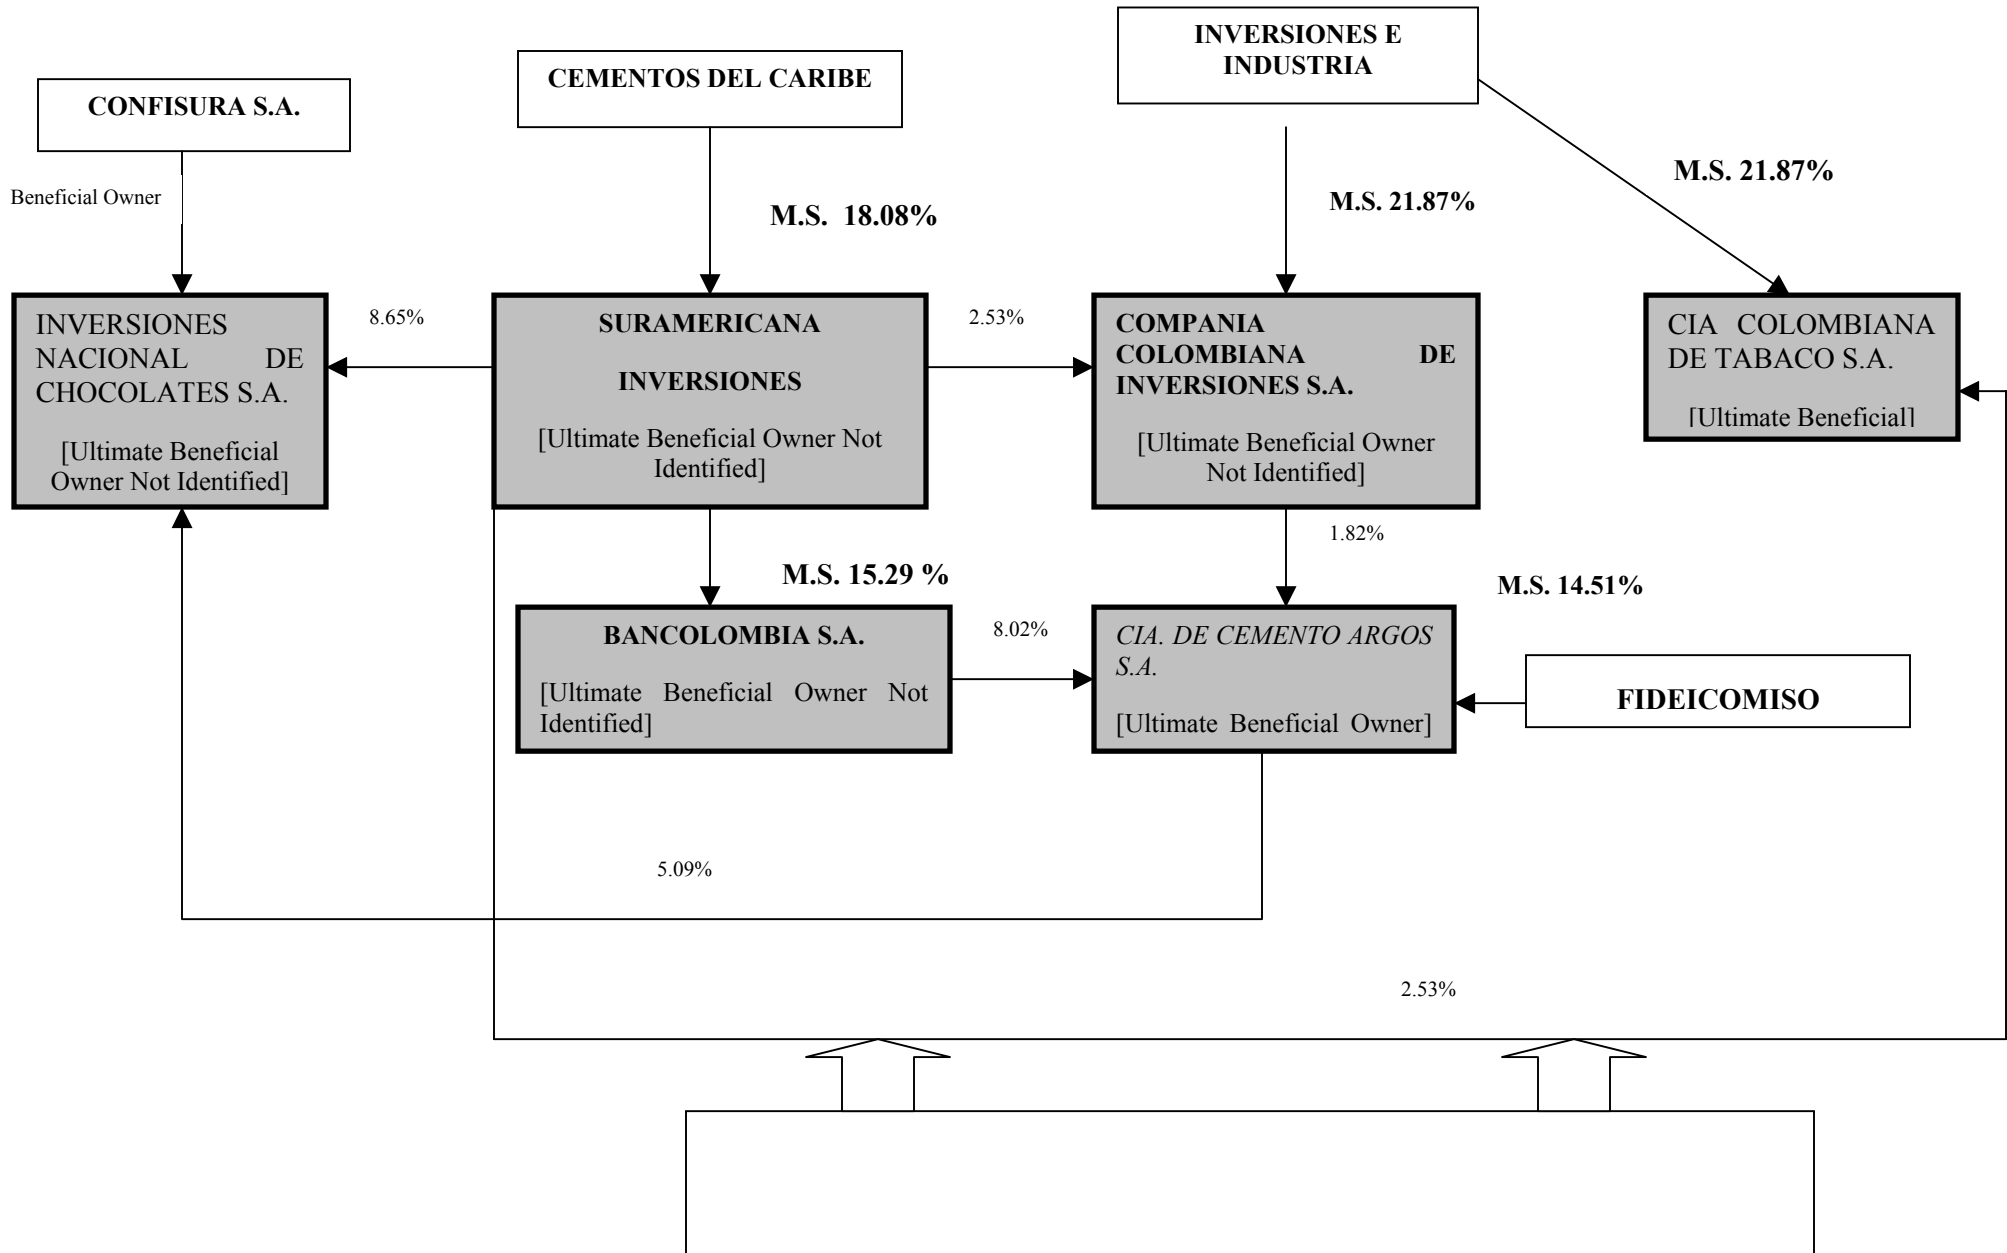 INVERSIONES E
INDUSTRIA
CEMENTOS DEL CARIBE
CONFISURA S.A.
Beneficial Owner
M.S. 18.08%
M.S. 21.87%
M.S. 21.87%
INVERSIONES
NACIONAL DE
CHOCOLATES S.A.
[Ultimate Beneficial
Owner Not Identified]
8.65%
SURAMERICANA
INVERSIONES
[Ultimate Beneficial Owner Not
Identified]
2.53%
COMPANIA
COLOMBIANA DE
INVERSIONES S.A.
[Ultimate Beneficial Owner
Not Identified]
CIA COLOMBIANA
DE TABACO S.A.
[Ultimate Beneficial]
1.82%
M.S. 15.29 %
M.S. 14.51%
BANCOLOMBIA S.A.
[Ultimate Beneficial Owner Not
Identified]
8.02%
CIA. DE CEMENTO ARGOS
S.A.
[Ultimate Beneficial Owner]
FIDEICOMISO
5.09%
2.53%